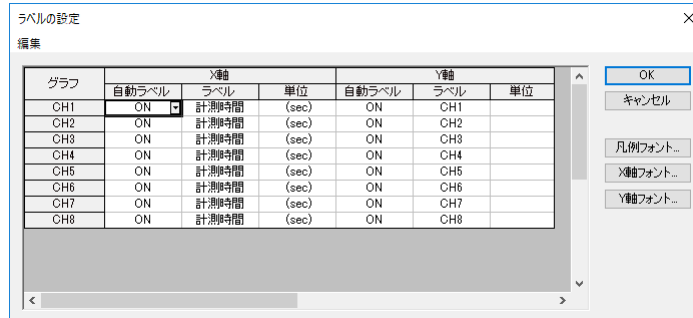 ラベルの設定
編集
グラフ X軸 Y軸
自動ラベル ラベル 単位 自動ラベル ラベル 単位
CH1 ON 計測時間 (sec) ON CH1
CH2 ON 計測時間 (sec) ON CH2
CH3 ON 計測時間 (sec) ON CH3
CH4 ON 計測時間 (sec) ON CH4
CH5 ON 計測時間 (sec) ON CH5
CH6 ON 計測時間 (sec) ON CH6
CH7 ON 計測時間 (sec) ON CH7
CH8 ON 計測時間 (sec) ON CH8
OK
キャンセル
凡例フォント...
X軸フォント...
Y軸フォント...